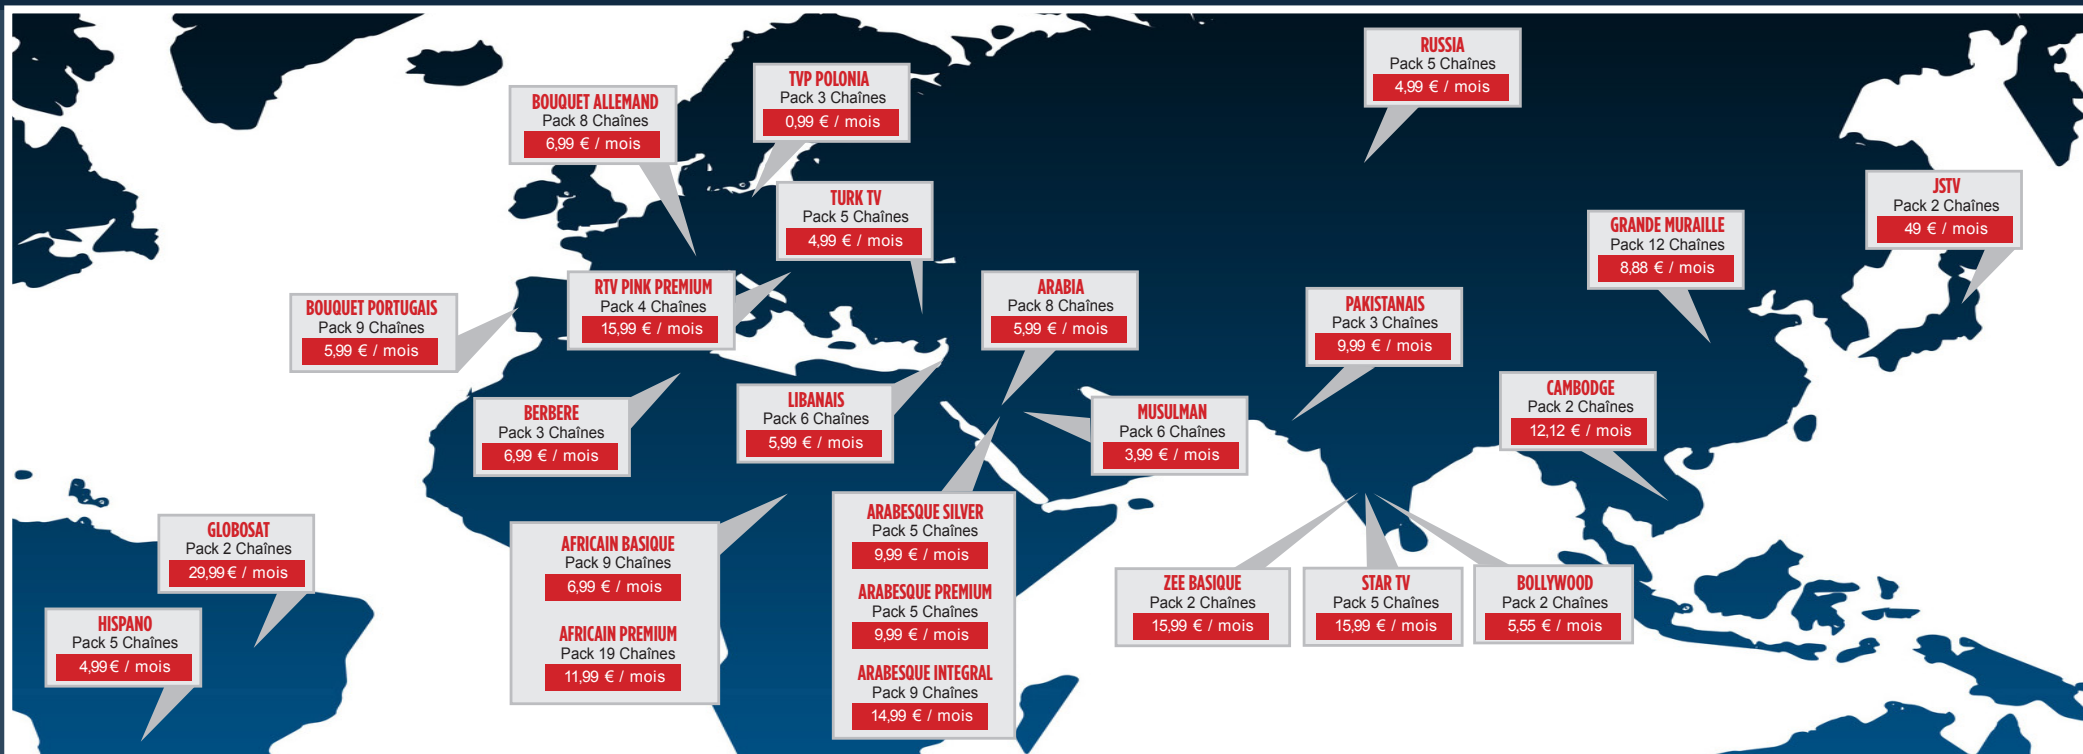 RUSSIA
Pack 5 Chaînes
4,99 € / mois
TVP POLONIA
Pack 3 Chaînes
0,99 € / mois
BOUQUET ALLEMAND
Pack 8 Chaînes
6,99 € / mois
TURK TV
Pack 5 Chaînes
4,99 € / mois
JSTV
Pack 2 Chaînes
49 € / mois
GRANDE MURAILLE
Pack 12 Chaînes
8,88 € / mois
RTV PINK PREMIUM
Pack 4 Chaînes
15,99 € / mois
ARABIA
Pack 8 Chaînes
5,99 € / mois
BOUQUET PORTUGAIS
Pack 9 Chaînes
5,99 € / mois
PAKISTANAIS
Pack 3 Chaînes
9,99 € / mois
CAMBODGE
Pack 2 Chaînes
12,12 € / mois
LIBANAIS
Pack 6 Chaînes
5,99 € / mois
BERBERE
Pack 3 Chaînes
6,99 € / mois
MUSULMAN
Pack 6 Chaînes
3,99 € / mois
GLOBOSAT
Pack 2 Chaînes
29,99 € / mois
HISPANO
Pack 5 Chaînes
4,99 € / mois
AFRICAIN BASIQUE
Pack 9 Chaînes
6,99 € / mois
AFRICAIN PREMIUM
Pack 19 Chaînes
11,99 € / mois
ARABESQUE SILVER
Pack 5 Chaînes
9,99 € / mois
ARABESQUE PREMIUM
Pack 5 Chaînes
9,99 € / mois
ARABESQUE INTEGRAL
Pack 9 Chaînes
14,99 € / mois
ZEE BASIQUE
Pack 2 Chaînes
15,99 € / mois
STAR TV
Pack 5 Chaînes
15,99 € / mois
BOLLYWOOD
Pack 2 Chaînes
5,55 € / mois